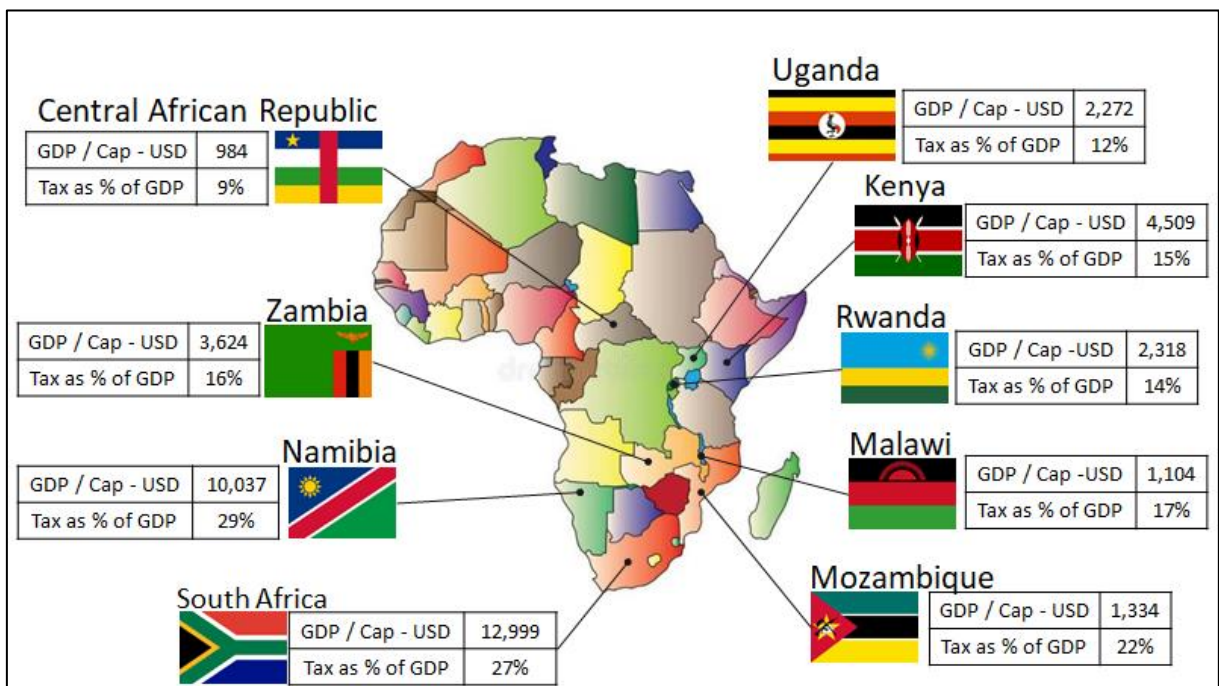 Central African Republic
GDP / Cap - USD 984
Tax as % of GDP 9%
Uganda
GDP / Cap - USD 2,272
Tax as % of GDP 12%
Kenya
GDP / Cap - USD 4,509
Tax as % of GDP 15%
Zambia
GDP / Cap - USD 3,624
Tax as % of GDP 16%
Rwanda
GDP / Cap -USD 2,318
Tax as % of GDP 14%
Namibia
GDP / Cap - USD 10,037
Tax as % of GDP 29%
Malawi
GDP / Cap -USD 1,104
Tax as % of GDP 17%
South Africa
GDP / Cap - USD 12,999
Tax as % of GDP 27%
Mozambique
GDP / Cap - USD 1,334
Tax as % of GDP 22%